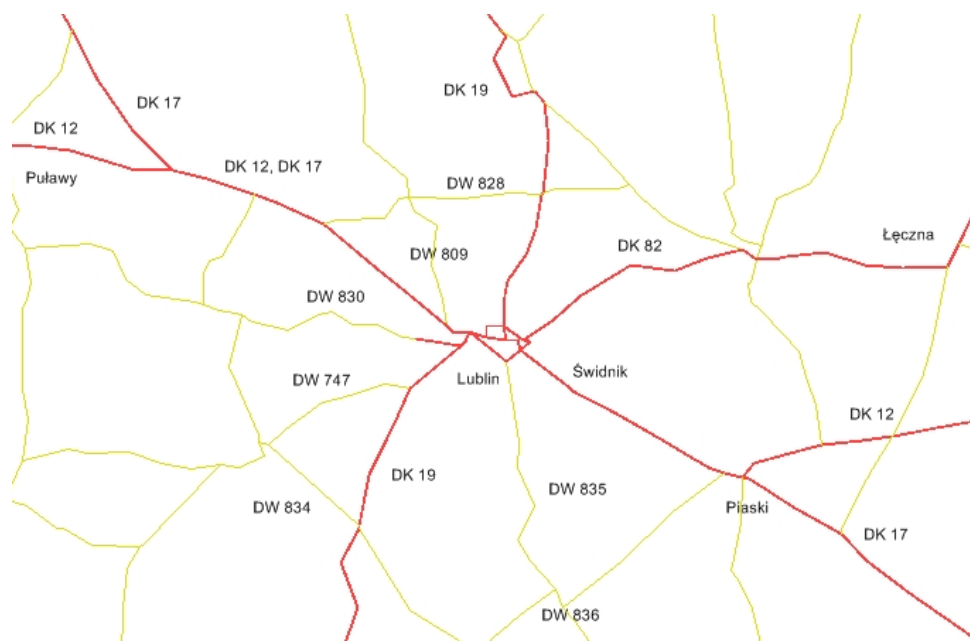 DK 19
DK 17
DK 12
Puławy
DK 12, DK 17
DW 828
Łęczna
DK 82
DW 809
DW 830
Świdnik
Lublin
DW 747
DK 12
DK 19
DW 835
DW 834
Piaski
DK 17
DW 836